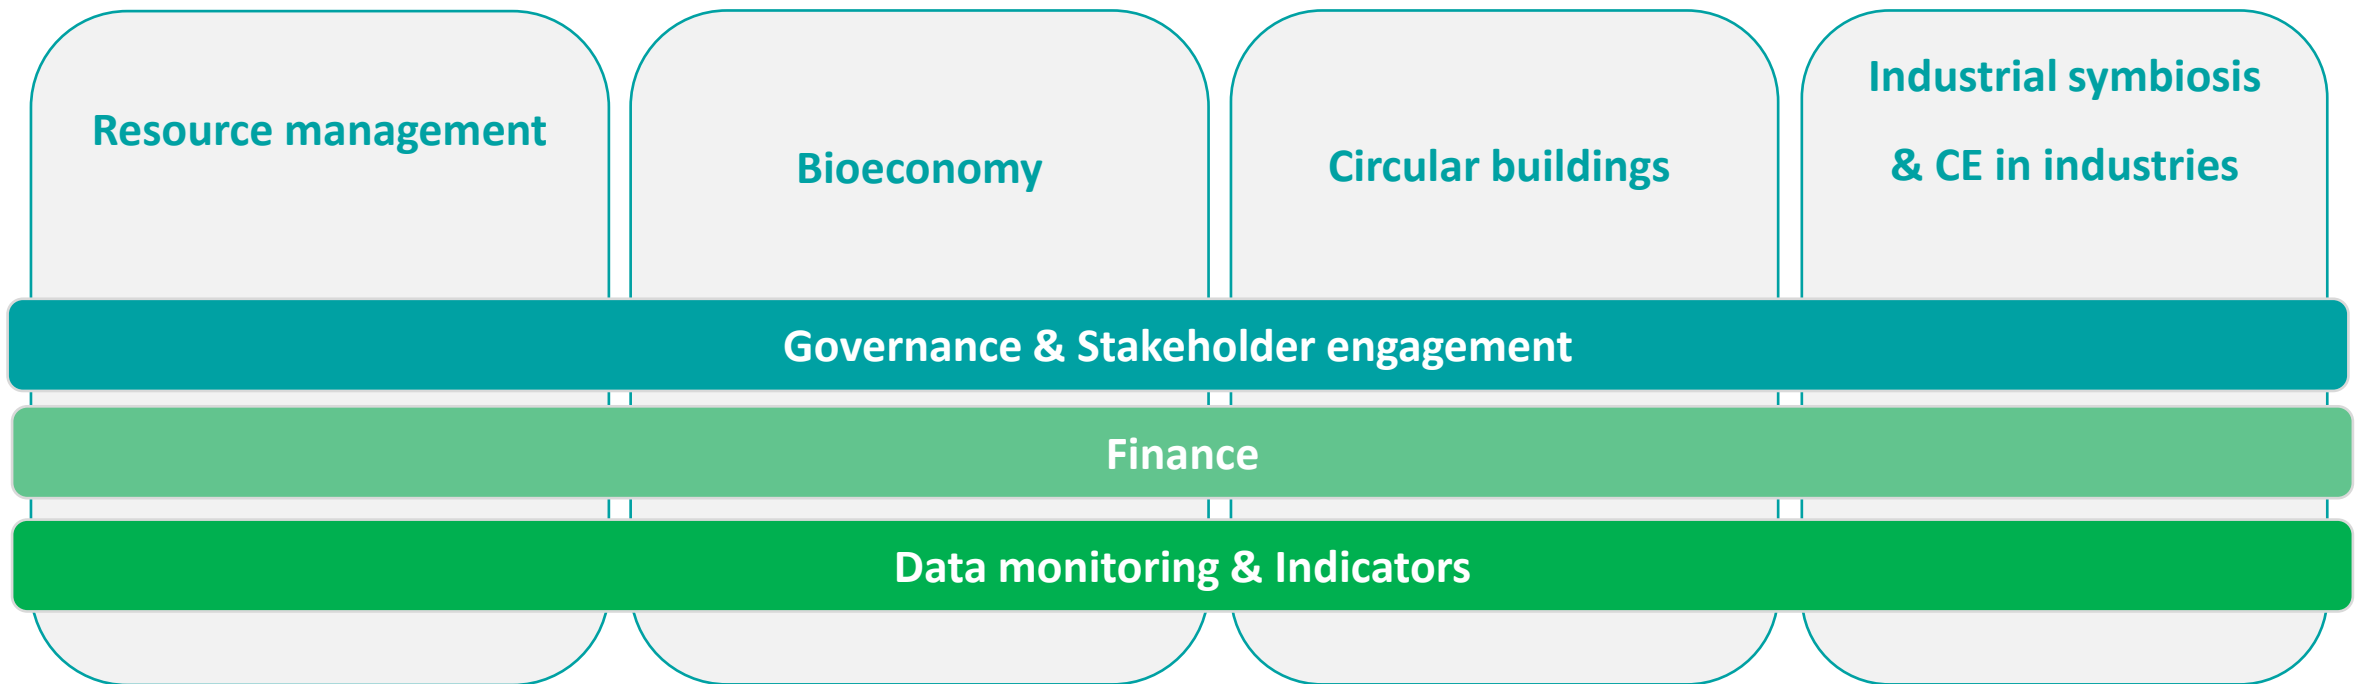 Resource management
Bioeconomy
Circular buildings
Industrial symbiosis
& CE in industries
Governance & Stakeholder engagement
Finance
Data monitoring & Indicators